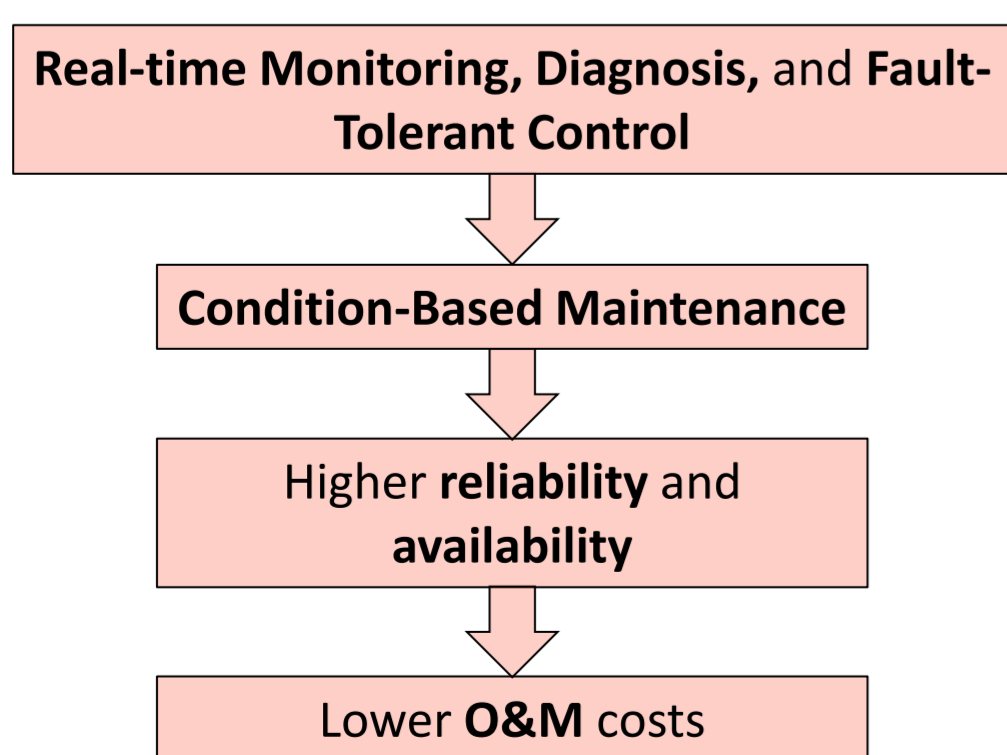 Real-time Monitoring, Diagnosis, and Fault-
Tolerant Control
Condition-Based Maintenance
Higher reliability and
availability
Lower O&M costs